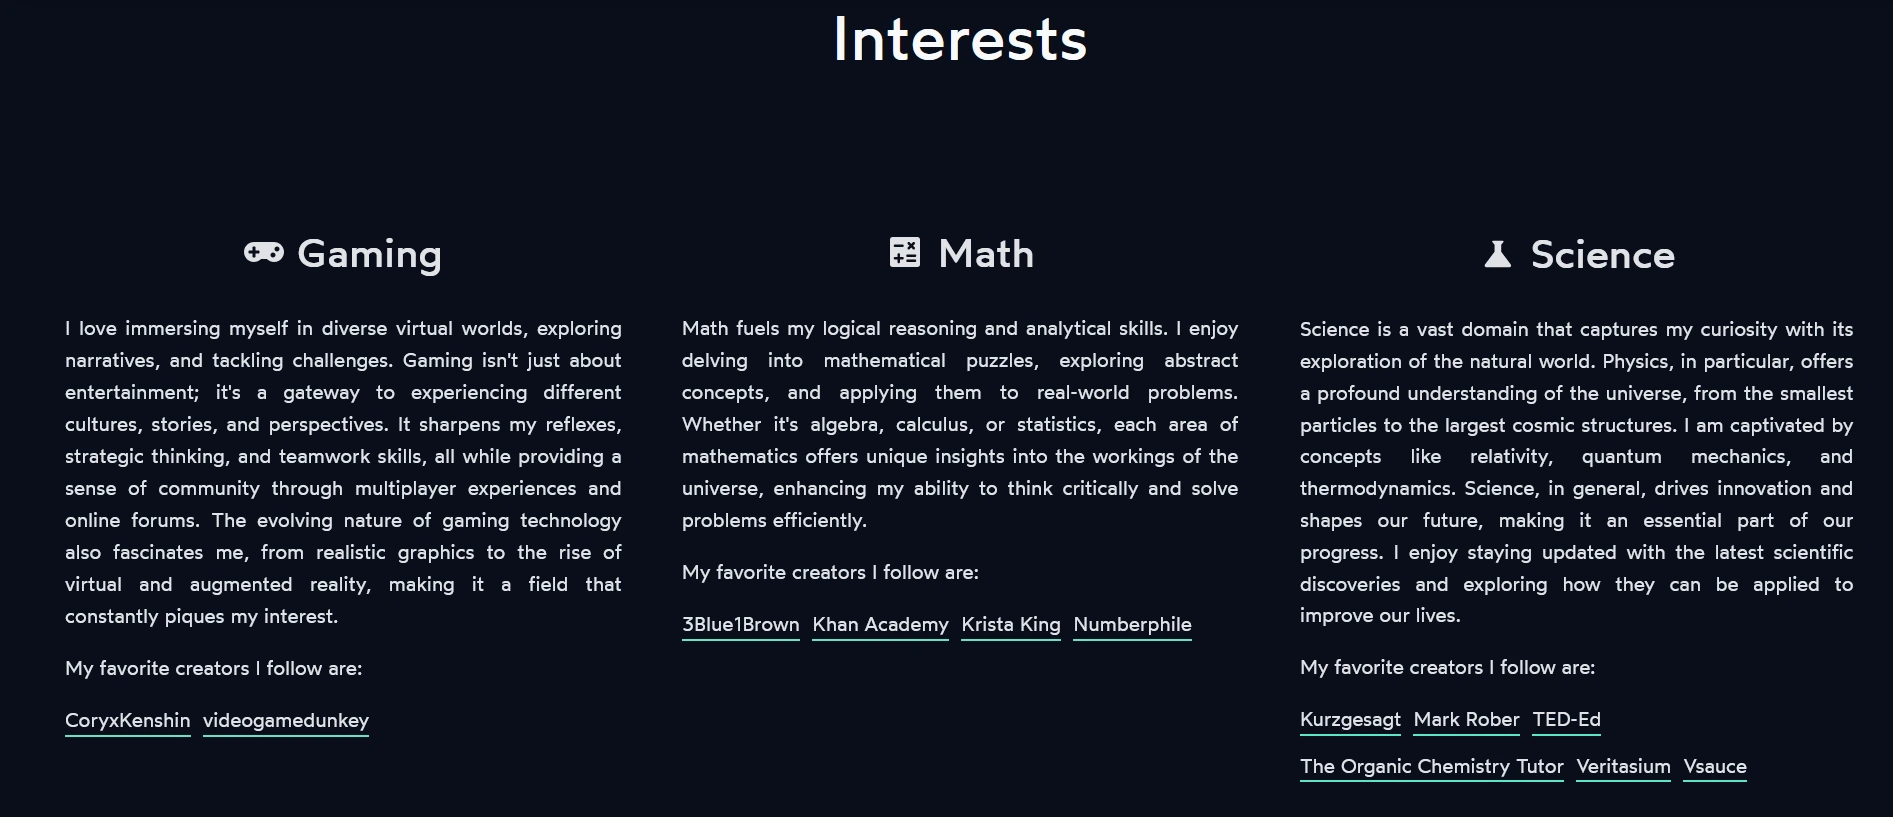 Interests
Gaming
I love immersing myself in diverse virtual worlds, exploring
narratives, and tackling challenges. Gaming isn't just about
entertainment; it's a gateway to experiencing different
cultures, stories, and perspectives. It sharpens my reflexes,
strategic thinking, and teamwork skills, all while providing a
sense of community through multiplayer experiences and
online forums. The evolving nature of gaming technology
also fascinates me, from realistic graphics to the rise of
virtual and augmented reality, making it a field that
constantly piques my interest.
My favorite creators I follow are:
CoryxKenshin videogamedunkey
Math
Math fuels my logical reasoning and analytical skills. I enjoy
delving into mathematical puzzles, exploring abstract
concepts, and applying them to real-world problems.
Whether it's algebra, calculus, or statistics, each area of
mathematics offers unique insights into the workings of the
universe, enhancing my ability to think critically and solve
problems efficiently.
My favorite creators I follow are:
3Blue1Brown Khan Academy Krista King Numberphile
Science
Science is a vast domain that captures my curiosity with its
exploration of the natural world. Physics, in particular, offers
a profound understanding of the universe, from the smallest
particles to the largest cosmic structures. I am captivated by
concepts like relativity, quantum mechanics, and
thermodynamics. Science, in general, drives innovation and
shapes our future, making it an essential part of our
progress. I enjoy staying updated with the latest scientific
discoveries and exploring how they can be applied to
improve our lives.
My favorite creators I follow are:
Kurzgesagt Mark Rober TED-Ed
The Organic Chemistry Tutor Veritasium Vsauce